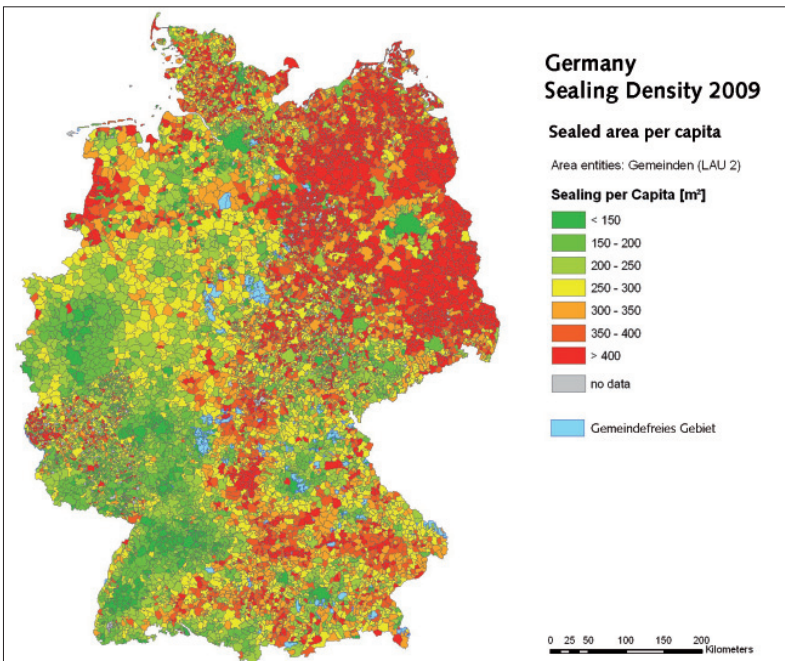 Germany
Sealing Density 2009
Sealed area per capita
Area entities: Gemeinden (LAU 2)
Sealing per Capita [m²]
< 150
150 - 200
200 - 250
250 - 300
300 - 350
350 - 400
> 400
no data
Gemeindefreies Gebiet
0 25 50 100 150 200
Kilometers